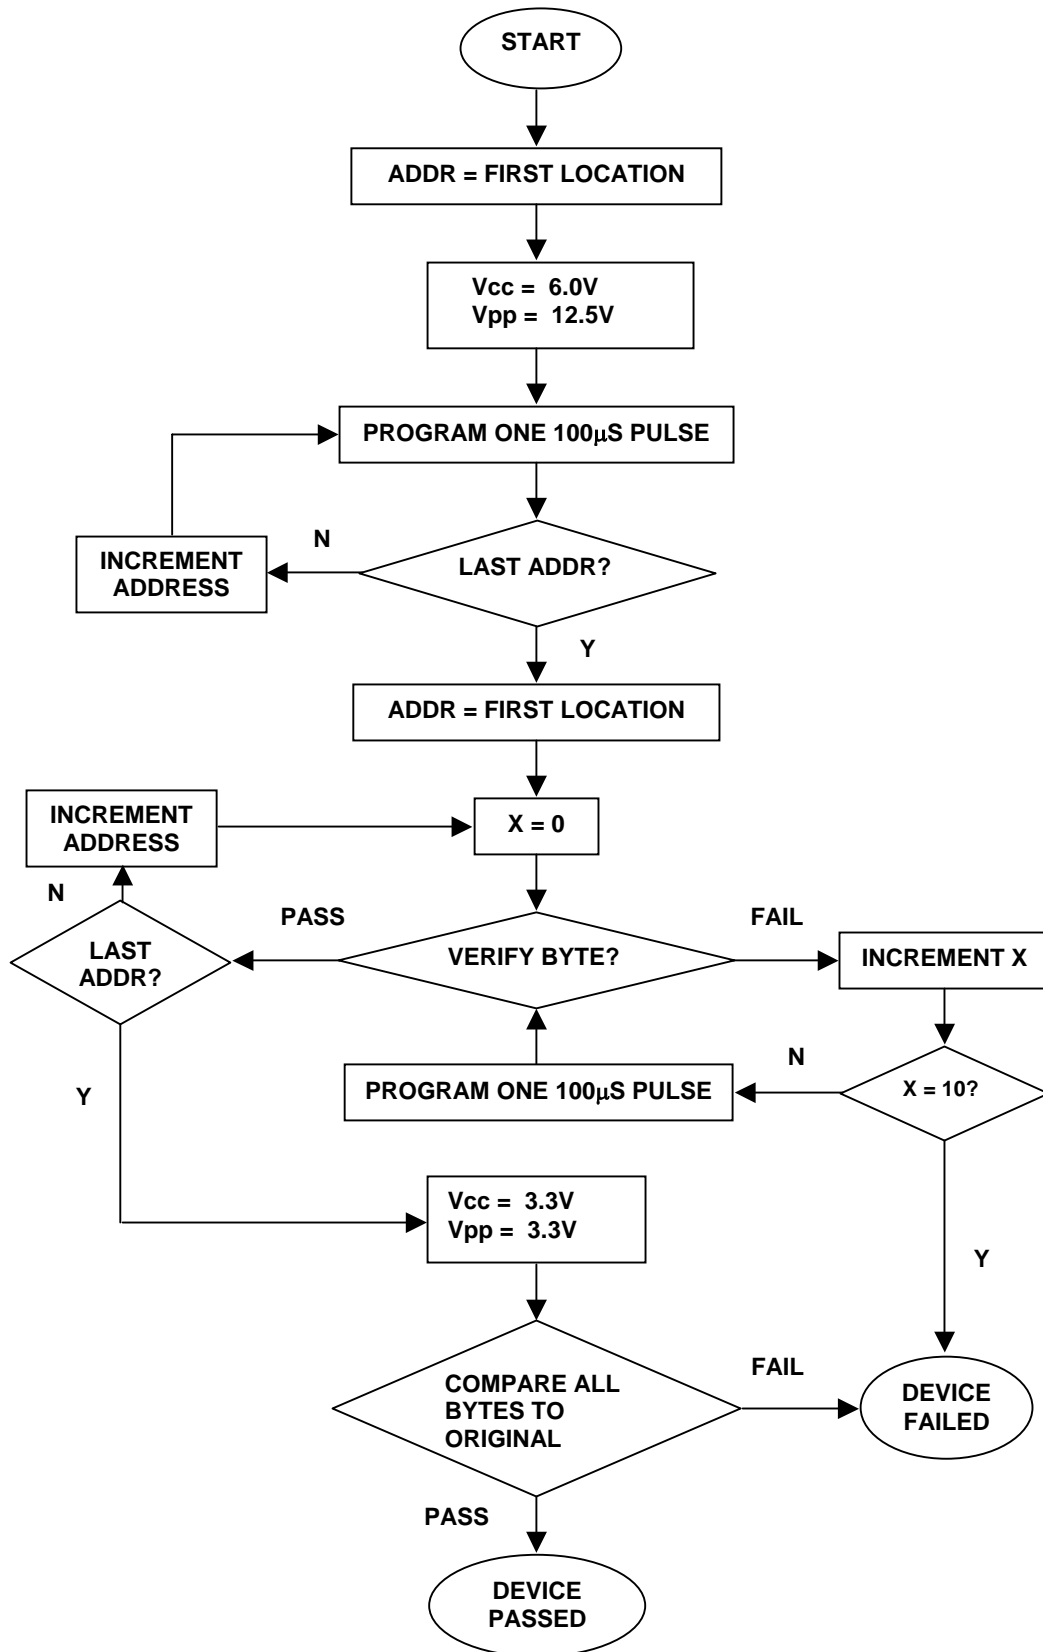 START
ADDR = FIRST LOCATION
Vcc = 6.0V
Vpp = 12.5V
PROGRAM ONE 100μS PULSE
N
INCREMENT
ADDRESS
LAST ADDR?
Y
ADDR = FIRST LOCATION
INCREMENT
ADDRESS
X = 0
N
PASS
FAIL
LAST
ADDR?
VERIFY BYTE?
INCREMENT X
N
Y
PROGRAM ONE 100μS PULSE
X = 10?
Vcc = 3.3V
Vpp = 3.3V
Y
FAIL
COMPARE ALL
BYTES TO
ORIGINAL
DEVICE
FAILED
PASS
DEVICE
PASSED